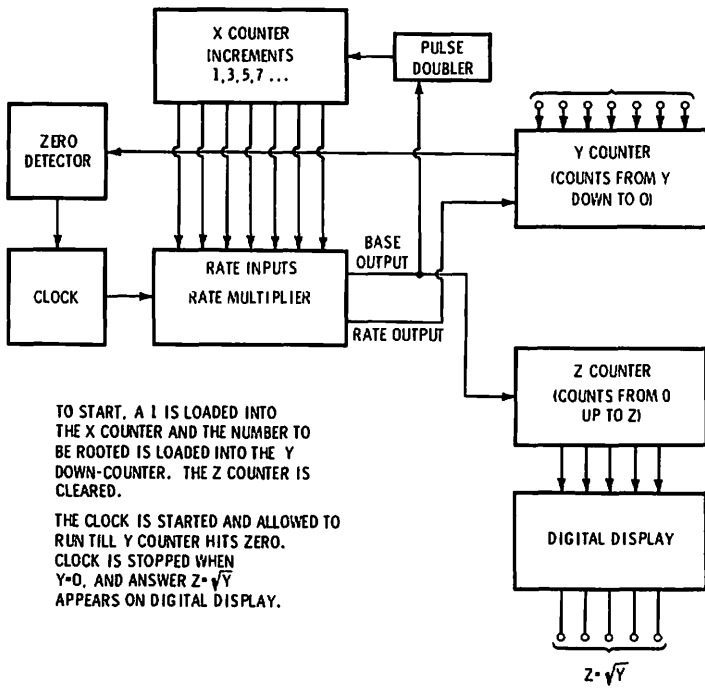 X COUNTER
INCREMENTS
1,3,5,7 ...
PULSE
DOUBLER
ZERO
DETECTOR
Y COUNTER
(COUNTS FROM Y
DOWN TO 0)
CLOCK
RATE INPUTS
RATE MULTIPLIER
BASE
OUTPUT
RATE OUTPUT
Z COUNTER
(COUNTS FROM 0
UP TO Z)
TO START, A 1 IS LOADED INTO
THE X COUNTER AND THE NUMBER TO
BE ROOTED IS LOADED INTO THE Y
DOWN-COUNTER. THE Z COUNTER IS
CLEARED.
THE CLOCK IS STARTED AND ALLOWED TO
RUN TILL Y COUNTER HITS ZERO.
CLOCK IS STOPPED WHEN
Y=0, AND ANSWER Z=√Y
APPEARS ON DIGITAL DISPLAY.
DIGITAL DISPLAY
Z=√Y